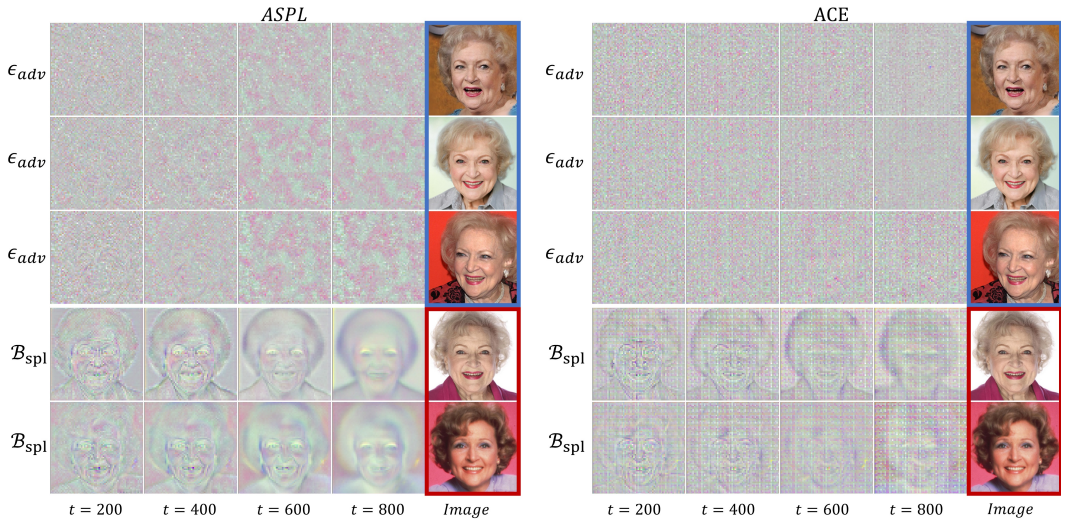 ASPL ACE
ϵ_adv ϵ_adv
ϵ_adv ϵ_adv
ϵ_adv ϵ_adv
ℬ_spl ℬ_spl
ℬ_spl ℬ_spl
t = 200 t = 400 t = 600 t = 800 Image t = 200 t = 400 t = 600 t = 800 Image